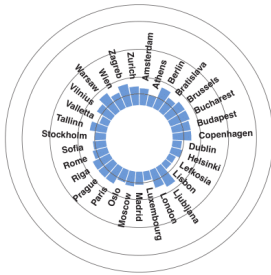 Amsterdam
Athens
Berlin
Bratislava
Brussels
Bucharest
Budapest
Copenhagen
Dublin
Helsinki
Lefkosia
Lisbon
Ljubljana
London
Luxembourg
Madrid
Moscow
Oslo
Paris
Prague
Riga
Rome
Sofia
Stockholm
Tallinn
Valletta
Vilnius
Warsaw
Wien
Zagreb
Zurich